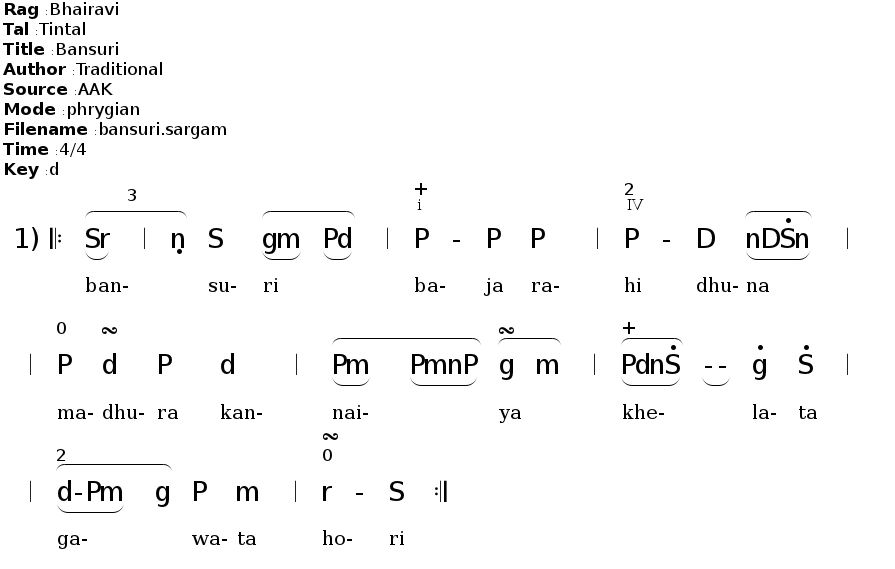 Rag :Bhairavi
Tal :Tintal
Title :Bansuri
Author :Traditional
Source :AAK
Mode :phrygian
Filename :bansuri.sargam
Time :4/4
Key :d
3 + 2
i IV
1) 𝄆 Sr | ṇ S gm Pd | P - P P | P - D nDṠn |
ban- su- ri ba- ja ra- hi dhu- na
0 ~ ~ +
| P d P d | Pm PmnP g m | PdnṠ -- ġ Ṡ |
ma- dhu- ra kan- nai- ya khe- la- ta
~
2 0
| d-Pm g P m | r - S 𝄇
ga- wa- ta ho- ri